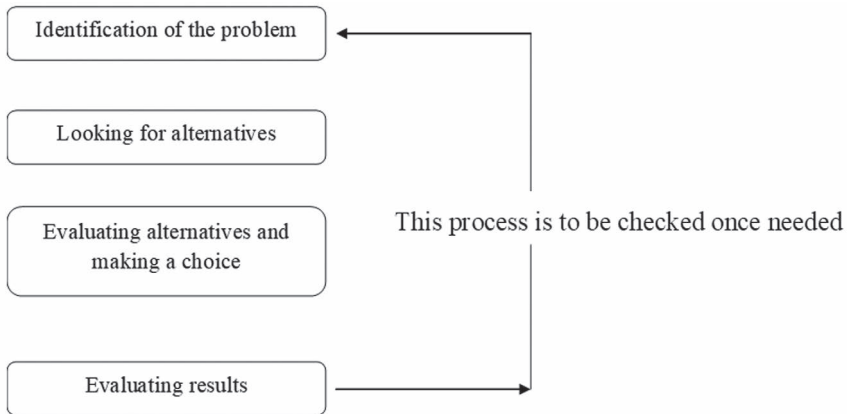 Identification of the problem
Looking for alternatives
Evaluating alternatives and
making a choice
This process is to be checked once needed
Evaluating results